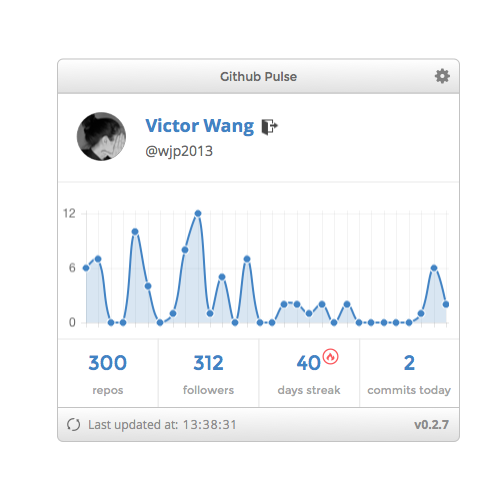 Github Pulse
Victor Wang
@wjp2013
12
6
0
300 312 40 2
repos followers days streak commits today
Last updated at: 13:38:31 v0.2.7